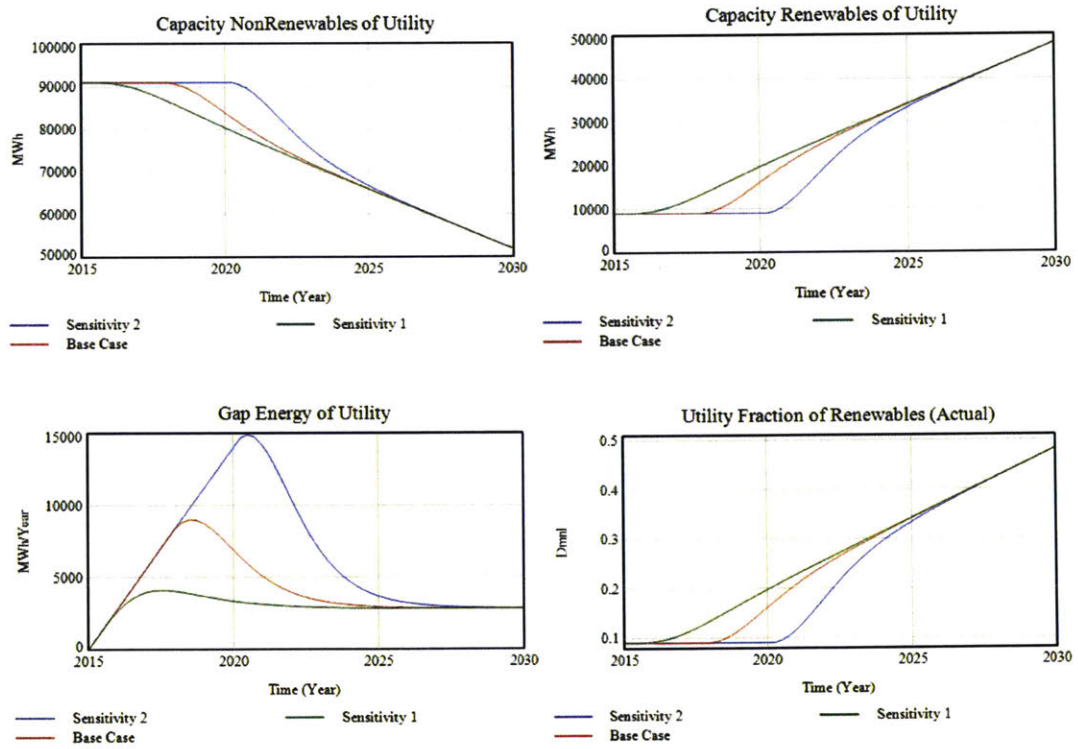 Capacity NonRenewables of Utility
100000
90000
80000
70000
60000
50000
MWh
2015 2020 2025 2030
Time (Year)
Sensitivity 2 Sensitivity 1
Base Case
Capacity Renewables of Utility
50000
40000
30000
20000
10000
0
MWh
2015 2020 2025 2030
Time (Year)
Sensitivity 2 Sensitivity 1
Base Case
Gap Energy of Utility
15000
10000
5000
0
MWh/Year
2015 2020 2025 2030
Time (Year)
Sensitivity 2 Sensitivity 1
Base Case
Utility Fraction of Renewables (Actual)
0.5
0.4
0.3
0.2
0.1
Dmnl
2015 2020 2025 2030
Time (Year)
Sensitivity 2 Sensitivity 1
Base Case